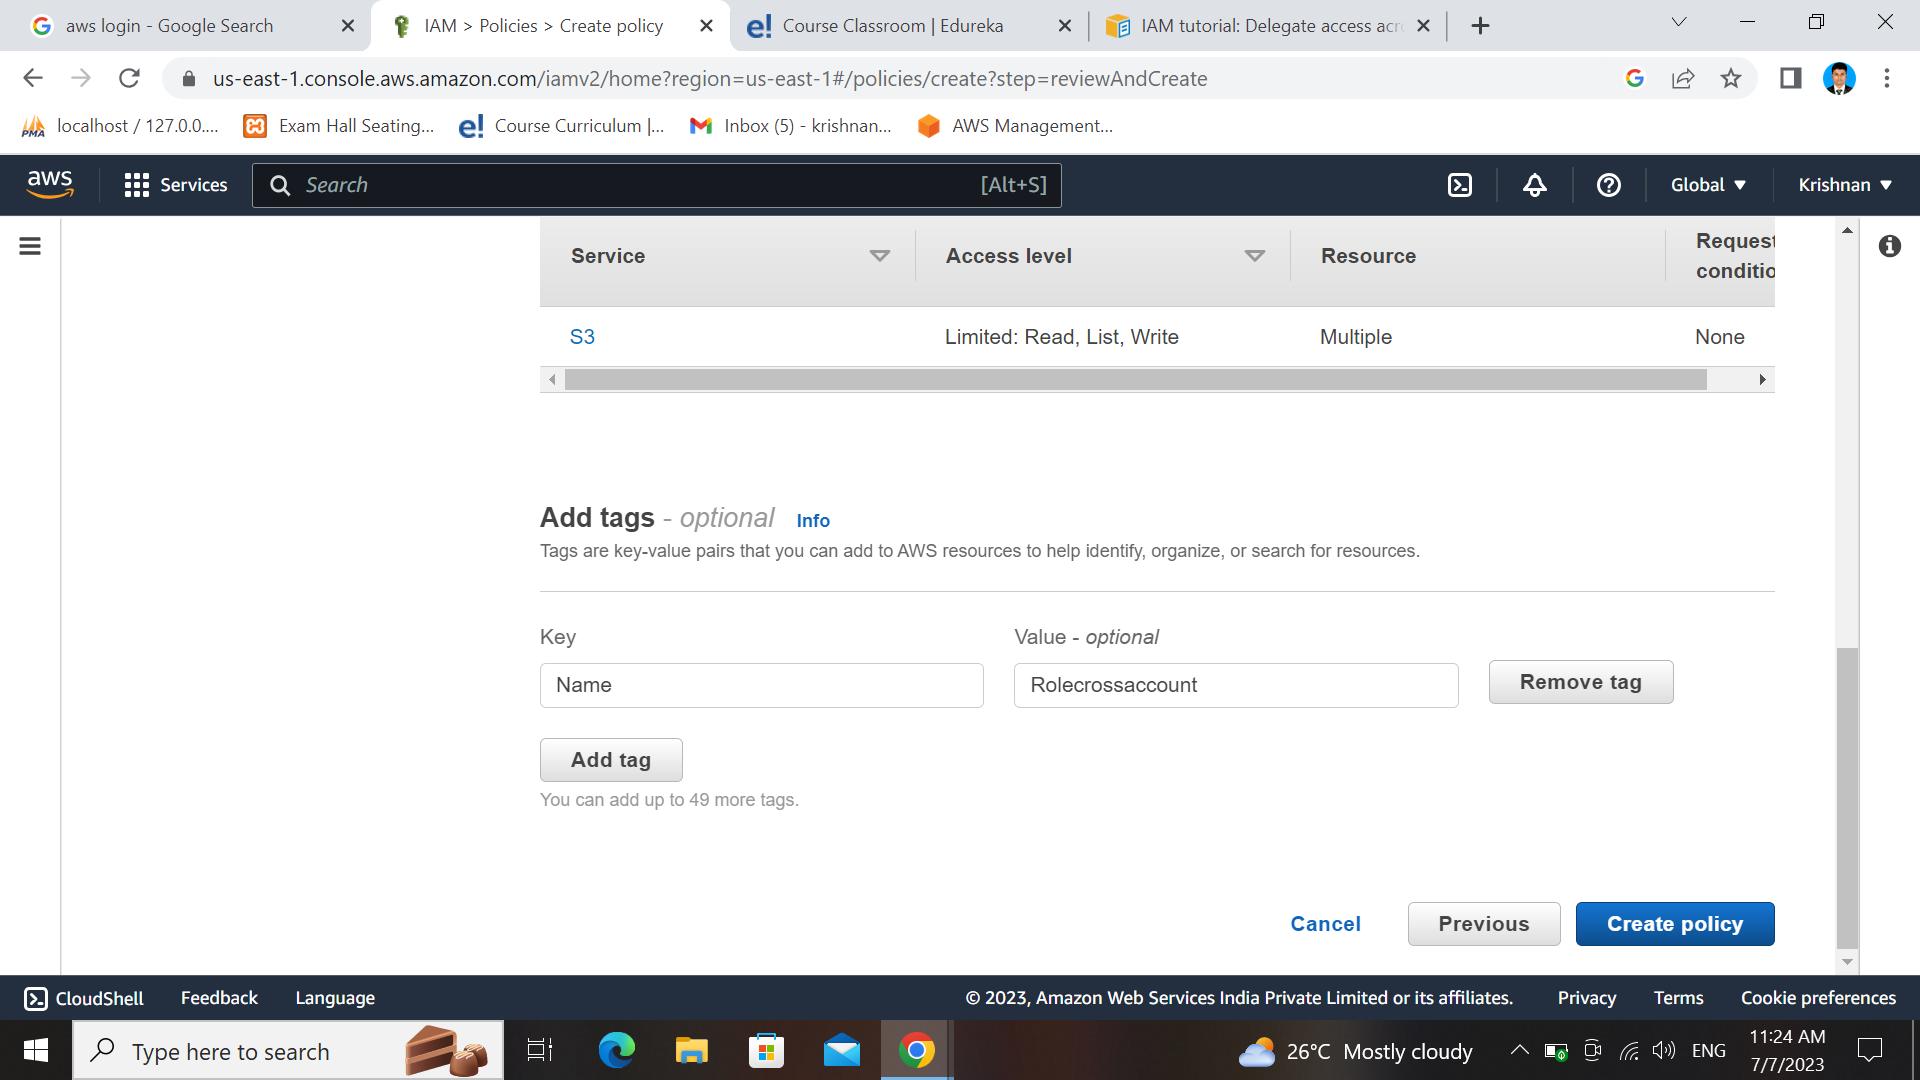 aws login - Google Search
IAM > Policies > Create policy
Course Classroom | Edureka
IAM tutorial: Delegate access acr
us-east-1.console.aws.amazon.com/iamv2/home?region=us-east-1#/policies/create?step=reviewAndCreate
localhost / 127.0.0....
Exam Hall Seating...
Course Curriculum |...
Inbox (5) - krishnan...
AWS Management...
aws
Services
Search
[Alt+S]
Global
Krishnan
Service
Access level
Resource
Request
conditio
S3
Limited: Read, List, Write
Multiple
None
Add tags - optional Info
Tags are key-value pairs that you can add to AWS resources to help identify, organize, or search for resources.
Key
Value - optional
Name
Rolecrossaccount
Remove tag
Add tag
You can add up to 49 more tags.
Cancel
Previous
Create policy
CloudShell
Feedback
Language
© 2023, Amazon Web Services India Private Limited or its affiliates.
Privacy
Terms
Cookie preferences
Type here to search
26°C Mostly cloudy
ENG
11:24 AM
7/7/2023